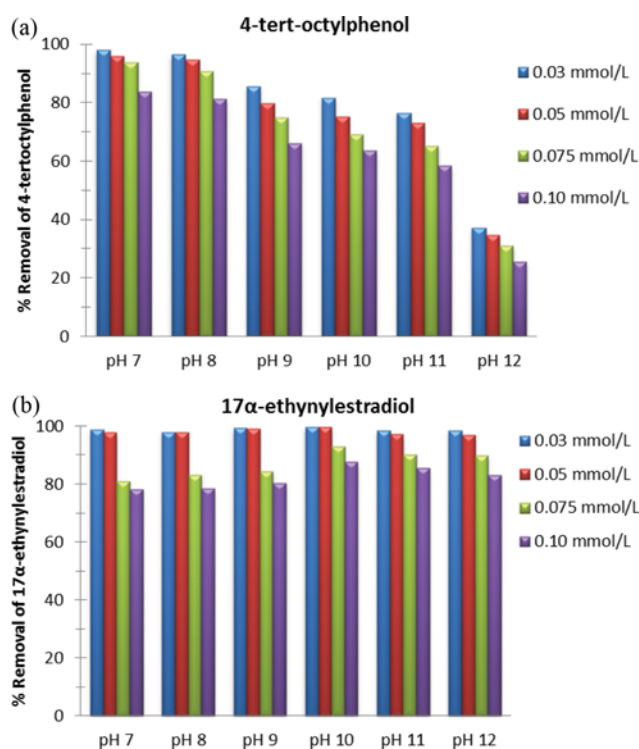 (a)
4-tert-octylphenol
% Removal of 4-tertoctylphenol
100
80
60
40
20
0
pH 7 pH 8 pH 9 pH 10 pH 11 pH 12
0.03 mmol/L
0.05 mmol/L
0.075 mmol/L
0.10 mmol/L
(b)
17α-ethynylestradiol
% Removal of 17α-ethynylestradiol
100
80
60
40
20
0
pH 7 pH 8 pH 9 pH 10 pH 11 pH 12
0.03 mmol/L
0.05 mmol/L
0.075 mmol/L
0.10 mmol/L